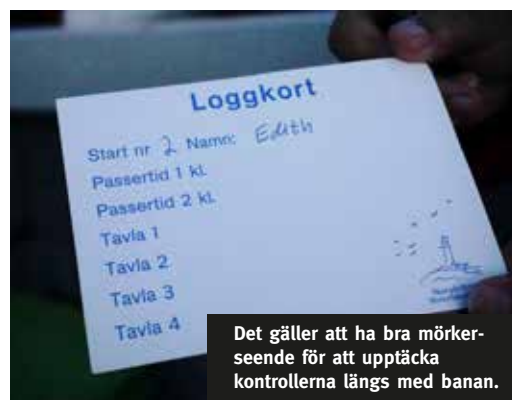 Loggkort
Start nr 2 Namn: Edith
Passertid 1 kl.
Passertid 2 kl.
Tavla 1
Tavla 2
Tavla 3
Tavla 4
Det gäller att ha bra mörker-
seende för att upptäcka
kontrollerna längs med banan.